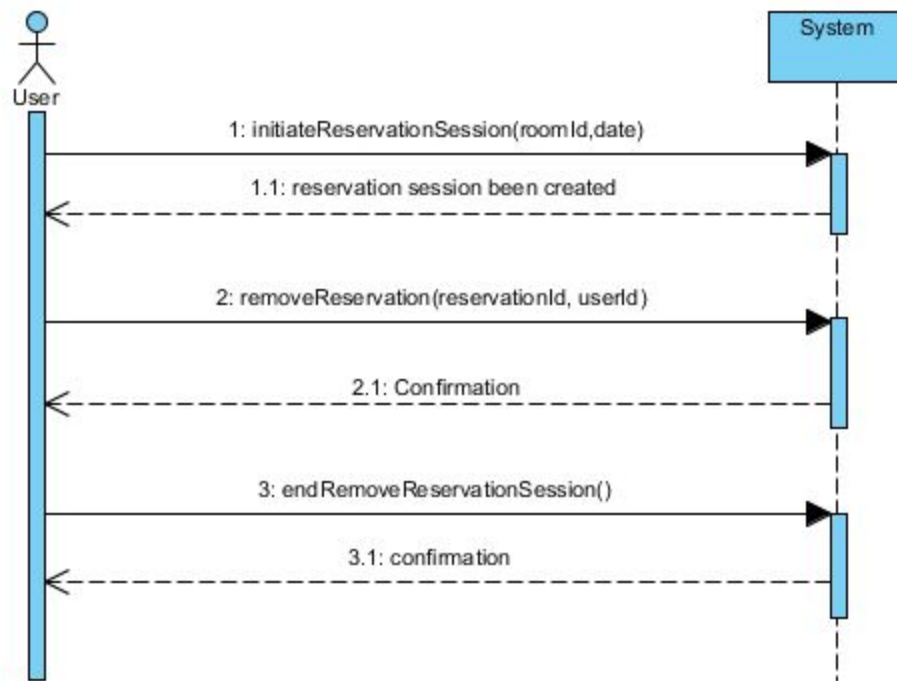 User
System
1: initiateReservationSession(roomId,date)
1.1: reservation session been created
2: removeReservation(reservationId, userId)
2.1: Confirmation
3: endRemoveReservationSession()
3.1: confirmation